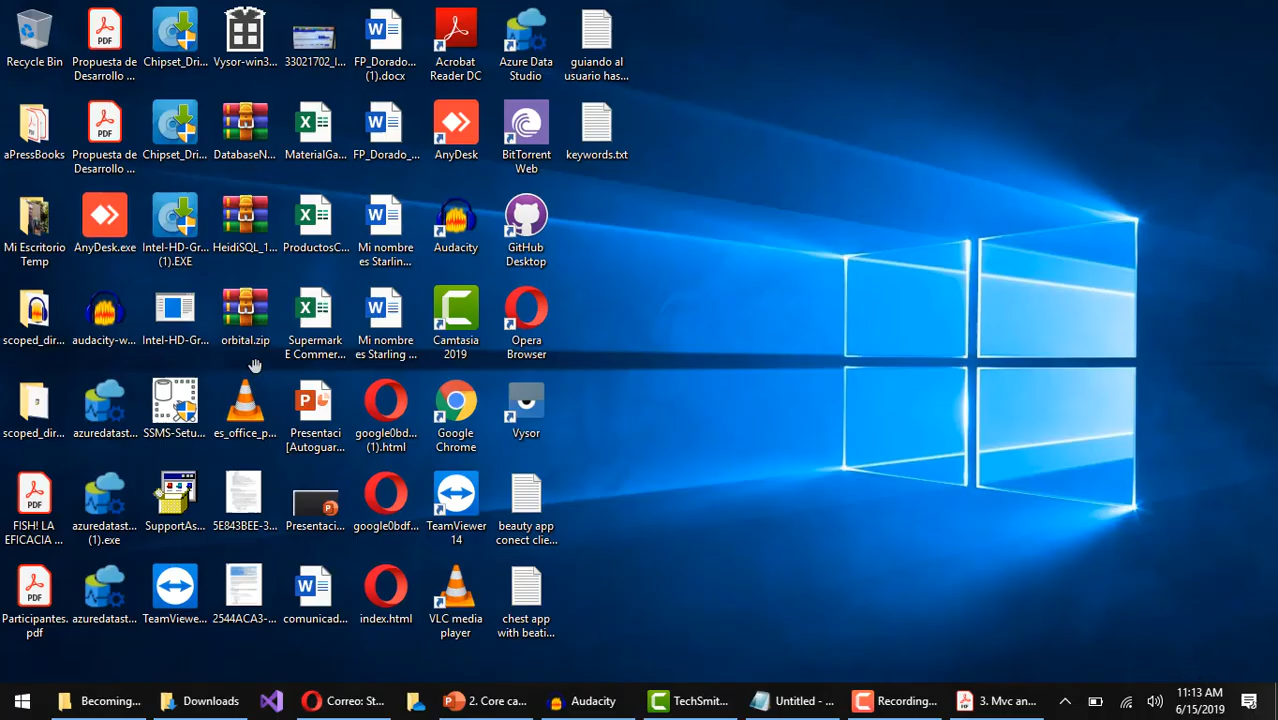 Recycle Bin
Propuesta de
Desarrollo ...
Chipset_Dri...
Vysor-win3...
33021702_I...
FP_Dorado...
(1).docx
Acrobat
Reader DC
Azure Data
Studio
guiando al
usuario has...
aPressBooks
Propuesta de
Desarrollo ...
Chipset_Dri...
DatabaseN...
MaterialGa...
FP_Dorado_...
AnyDesk
BitTorrent
Web
keywords.txt
Mi Escritorio
Temp
AnyDesk.exe
Intel-HD-Gr...
(1).EXE
HeidiSQL_1...
ProductosC...
Mi nombre
es Starlin...
Audacity
GitHub
Desktop
scoped_dir...
audacity-w...
Intel-HD-Gr...
orbital.zip
Supermark
E Commer...
Mi nombre
es Starling ...
Camtasia
2019
Opera
Browser
scoped_dir...
azuredatast...
SSMS-Setu...
es_office_p...
Presentaci
[Autoguar...
google0bd...
(1).html
Google
Chrome
Vysor
PDF
FISH! LA
EFICACIA ...
azuredatast...
(1).exe
SupportAs...
5E843BEE-3...
Presentaci...
google0bdf...
TeamViewer
14
beauty app
conect clie...
PDF
Participantes.
pdf
azuredatast...
TeamViewe...
2544ACA3-...
comunicad...
index.html
VLC media
player
chest app
with beati...
Becoming...
Downloads
Correo: St...
2. Core ca...
Audacity
TechSmit...
Untitled - ...
Recording...
3. Mvc an...
11:13 AM
6/15/2019